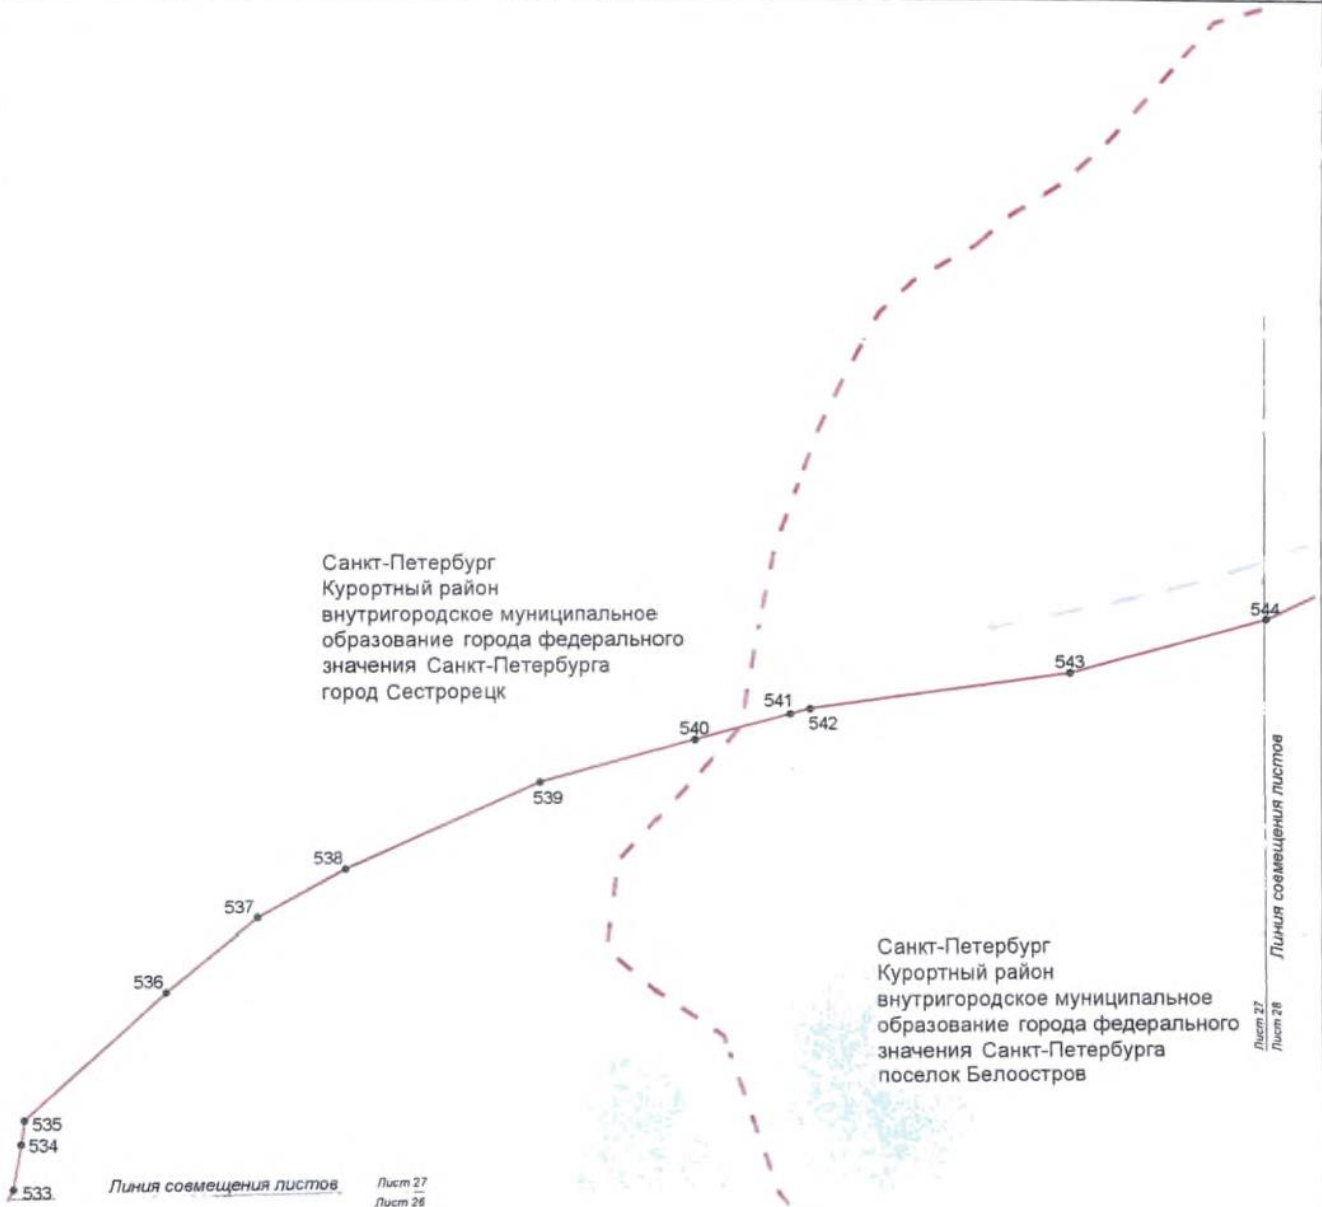 Санкт-Петербург
Курортный район
внутригородское муниципальное
образование города федерального
значения Санкт-Петербурга
город Сестрорецк
544
543
541
542
540
539
538
537
536
535
534
533
Санкт-Петербург
Курортный район
внутригородское муниципальное
образование города федерального
значения Санкт-Петербурга
поселок Белоостров
Линия совмещения листов
Лист 27
Лист 28
Линия совмещения листов
Лист 27
Лист 26